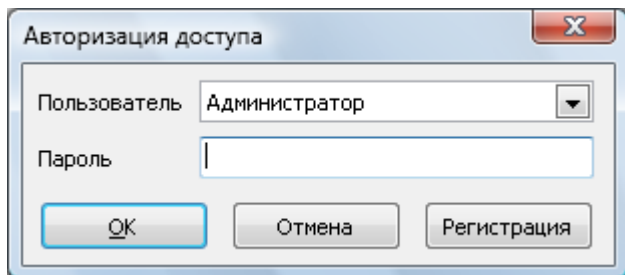 Авторизация доступа
Пользователь Администратор
Пароль
OK Отмена Регистрация